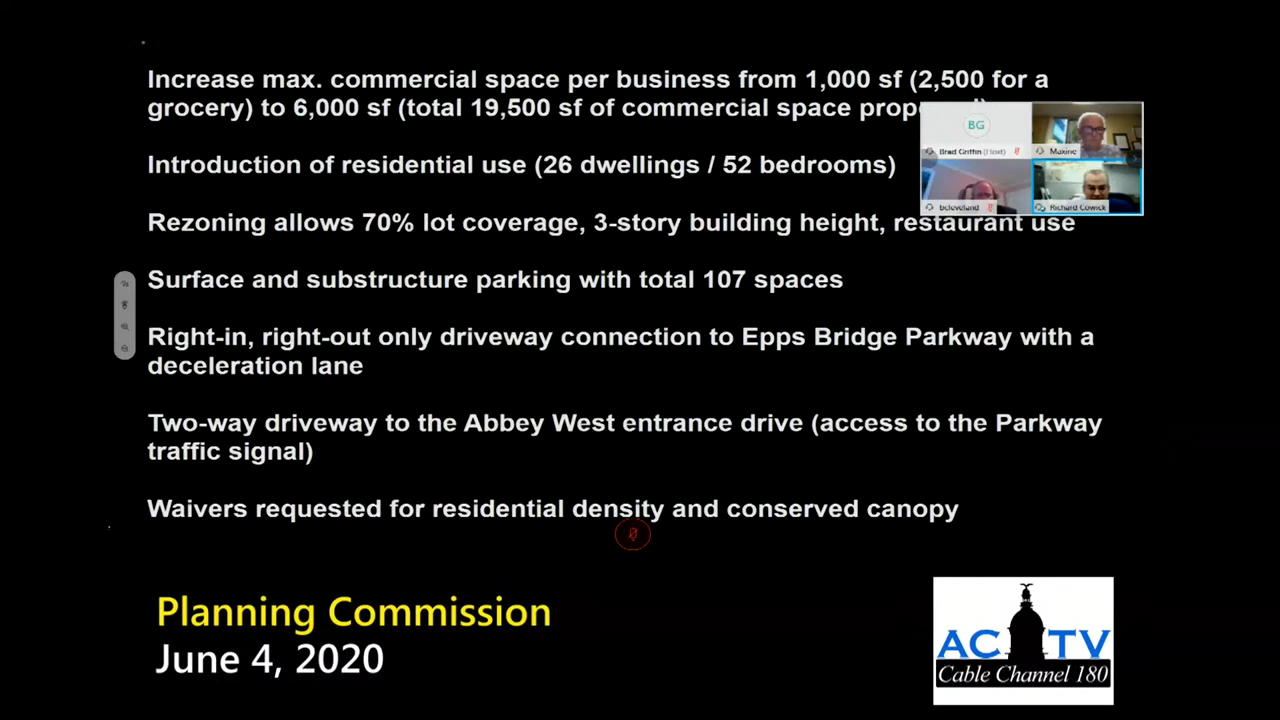 Increase max. commercial space per business from 1,000 sf (2,500 for a
grocery) to 6,000 sf (total 19,500 sf of commercial space
BG
Brad Griffin (Host)
Maxine
Introduction of residential use (26 dwellings / 52 bedrooms)
bcleveland
Richard Cowick
Rezoning allows 70% lot coverage, 3-story building height, restaurant use
Surface and substructure parking with total 107 spaces
Right-in, right-out only driveway connection to Epps Bridge Parkway with a
deceleration lane
Two-way driveway to the Abbey West entrance drive (access to the Parkway
traffic signal)
Waivers requested for residential density and conserved canopy
Planning Commission
June 4, 2020
ACTV
Cable Channel 180